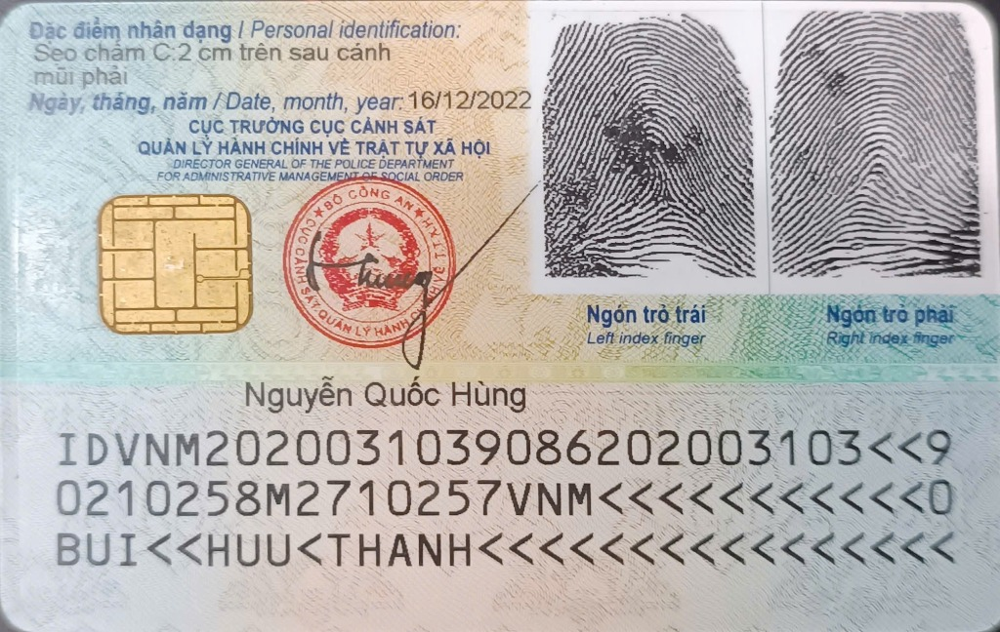 Đặc điểm nhân dạng / Personal identification:
Sẹo chấm C:2 cm trên sau cánh
mũi phải
Ngày, tháng, năm / Date, month, year: 16/12/2022
CỤC TRƯỞNG CỤC CẢNH SÁT
QUẢN LÝ HÀNH CHÍNH VỀ TRẬT TỰ XÃ HỘI
DIRECTOR GENERAL OF THE POLICE DEPARTMENT
FOR ADMINISTRATIVE MANAGEMENT OF SOCIAL ORDER
BỘ CÔNG AN
CỤC CẢNH SÁT QUẢN LÝ HÀNH
Ngón trỏ trái
Left index finger
Ngón trỏ phải
Right index finger
Nguyễn Quốc Hùng
IDVNM2020031039086202003103<<9
0210258M2710257VNM<<<<<<<<<<<0
BUI<<HUU<THANH<<<<<<<<<<<<<<<<